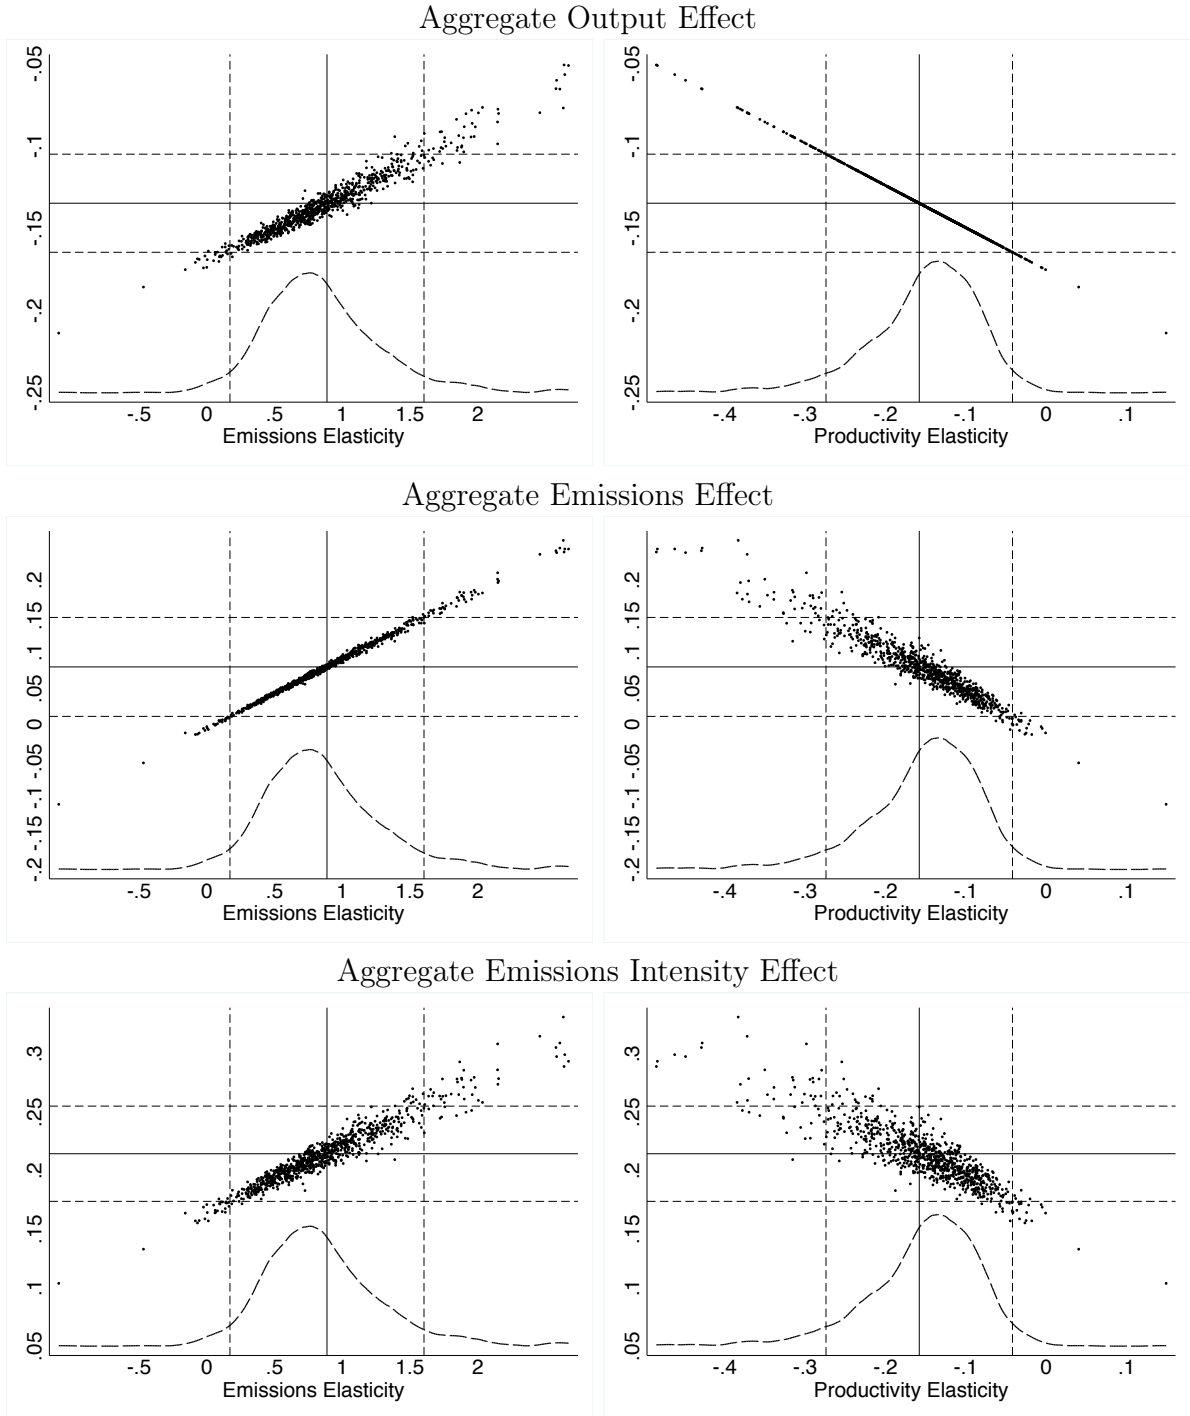 Aggregate Output Effect
-.05
-.1
-.15
-.2
-.25
-.5 0 .5 1 1.5 2
Emissions Elasticity
-.05
-.1
-.15
-.2
-.25
-.4 -.3 -.2 -.1 0 .1
Productivity Elasticity
Aggregate Emissions Effect
.2
.15
.1
.05
0
-.05
-.1
-.15
-.2
-.5 0 .5 1 1.5 2
Emissions Elasticity
.2
.15
.1
.05
0
-.05
-.1
-.15
-.2
-.4 -.3 -.2 -.1 0 .1
Productivity Elasticity
Aggregate Emissions Intensity Effect
.3
.25
.2
.15
.1
.05
-.5 0 .5 1 1.5 2
Emissions Elasticity
.3
.25
.2
.15
.1
.05
-.4 -.3 -.2 -.1 0 .1
Productivity Elasticity